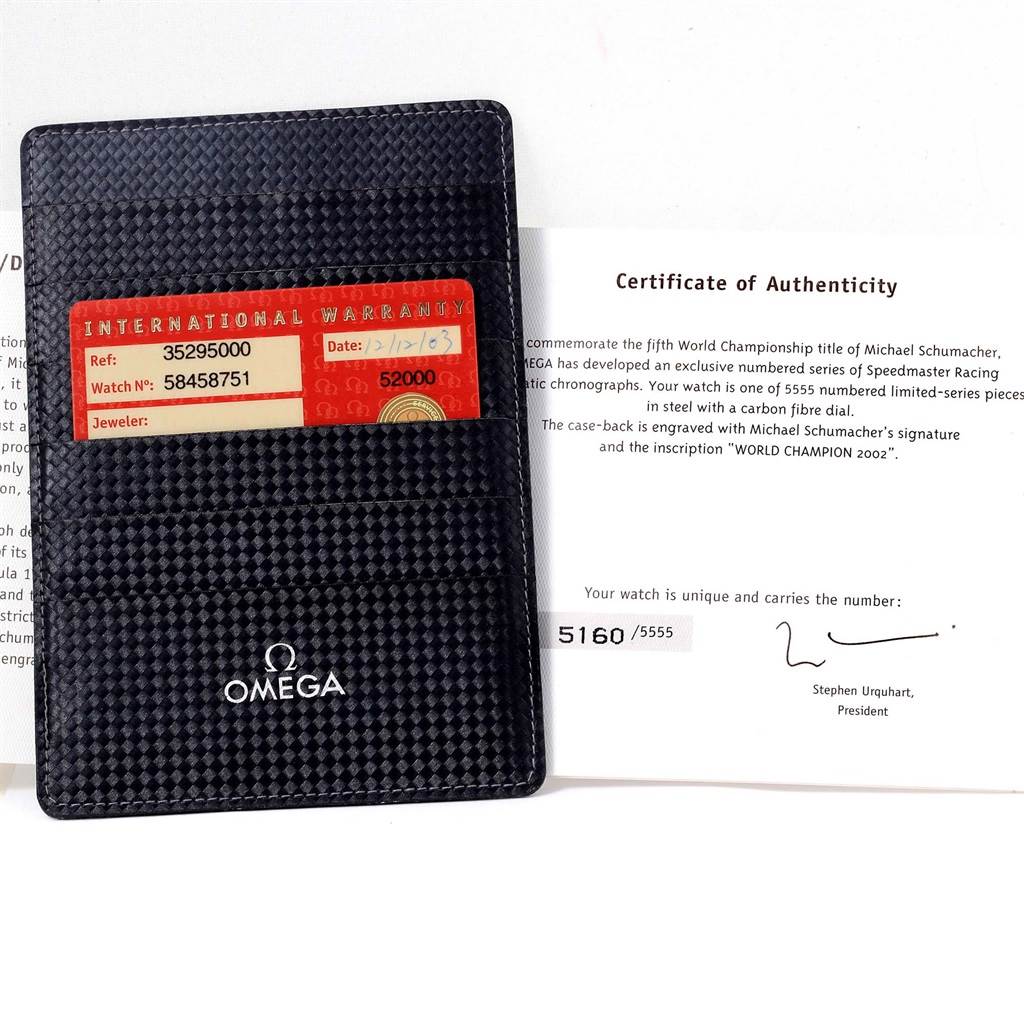 INTERNATIONAL WARRANTY
Ref: 35295000
Date: 12/12/03
Watch Nº: 58458751
52000
Jeweler:
SERVICE
Ω
OMEGA
Certificate of Authenticity
commemorate the fifth World Championship title of Michael Schumacher,
MEGA has developed an exclusive numbered series of Speedmaster Racing
tic chronographs. Your watch is one of 5555 numbered limited-series pieces
in steel with a carbon fibre dial.
The case-back is engraved with Michael Schumacher's signature
and the inscription "WORLD CHAMPION 2002".
Your watch is unique and carries the number:
5160 /5555
Stephen Urquhart,
President